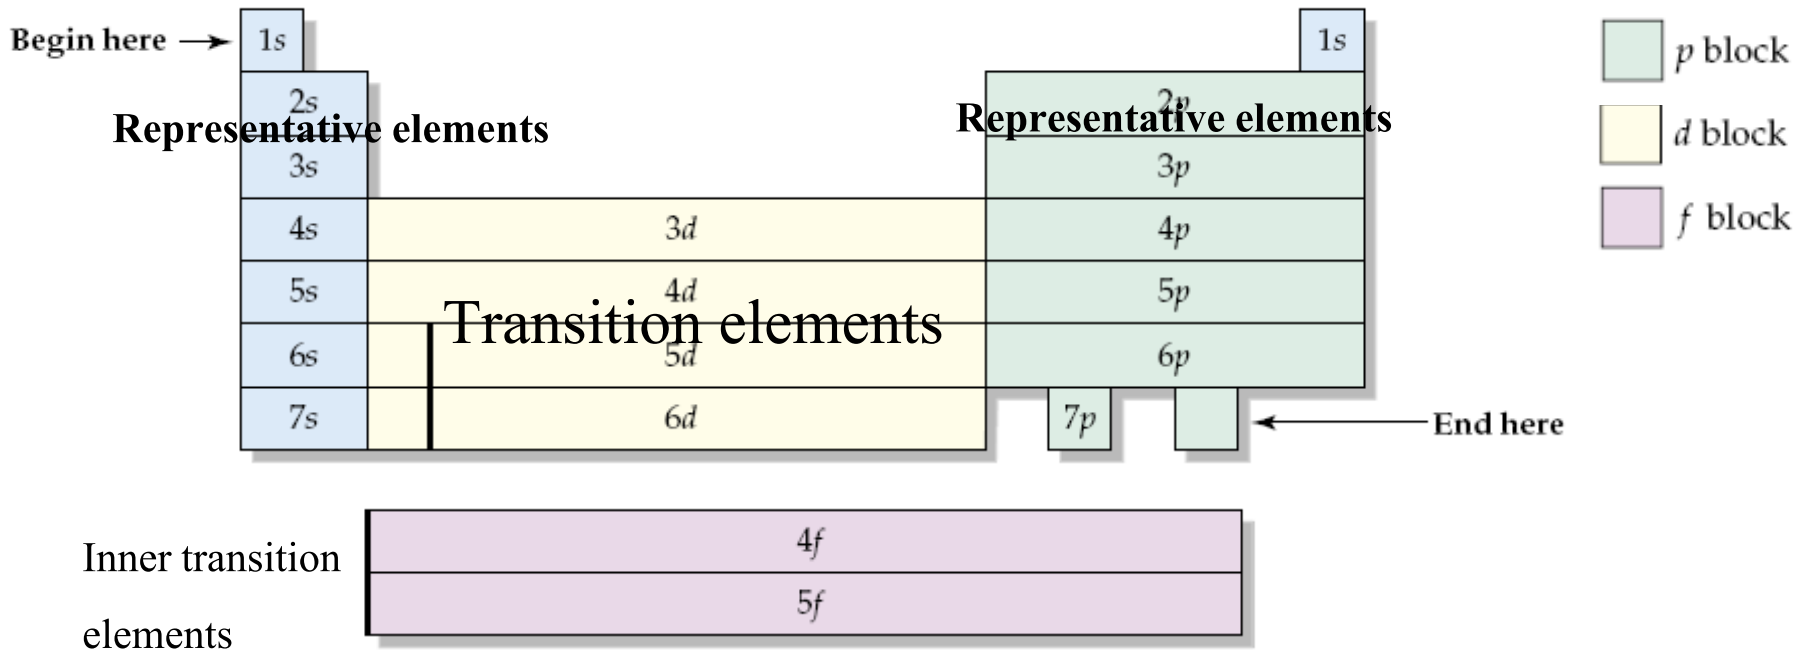 Begin here
1s
1s
p block
2s
2p
Representative elements
Representative elements
d block
3s
3p
f block
4s
3d
4p
5s
4d
5p
Transition elements
6s
5d
6p
7s
6d
7p
End here
4f
Inner transition
elements
5f